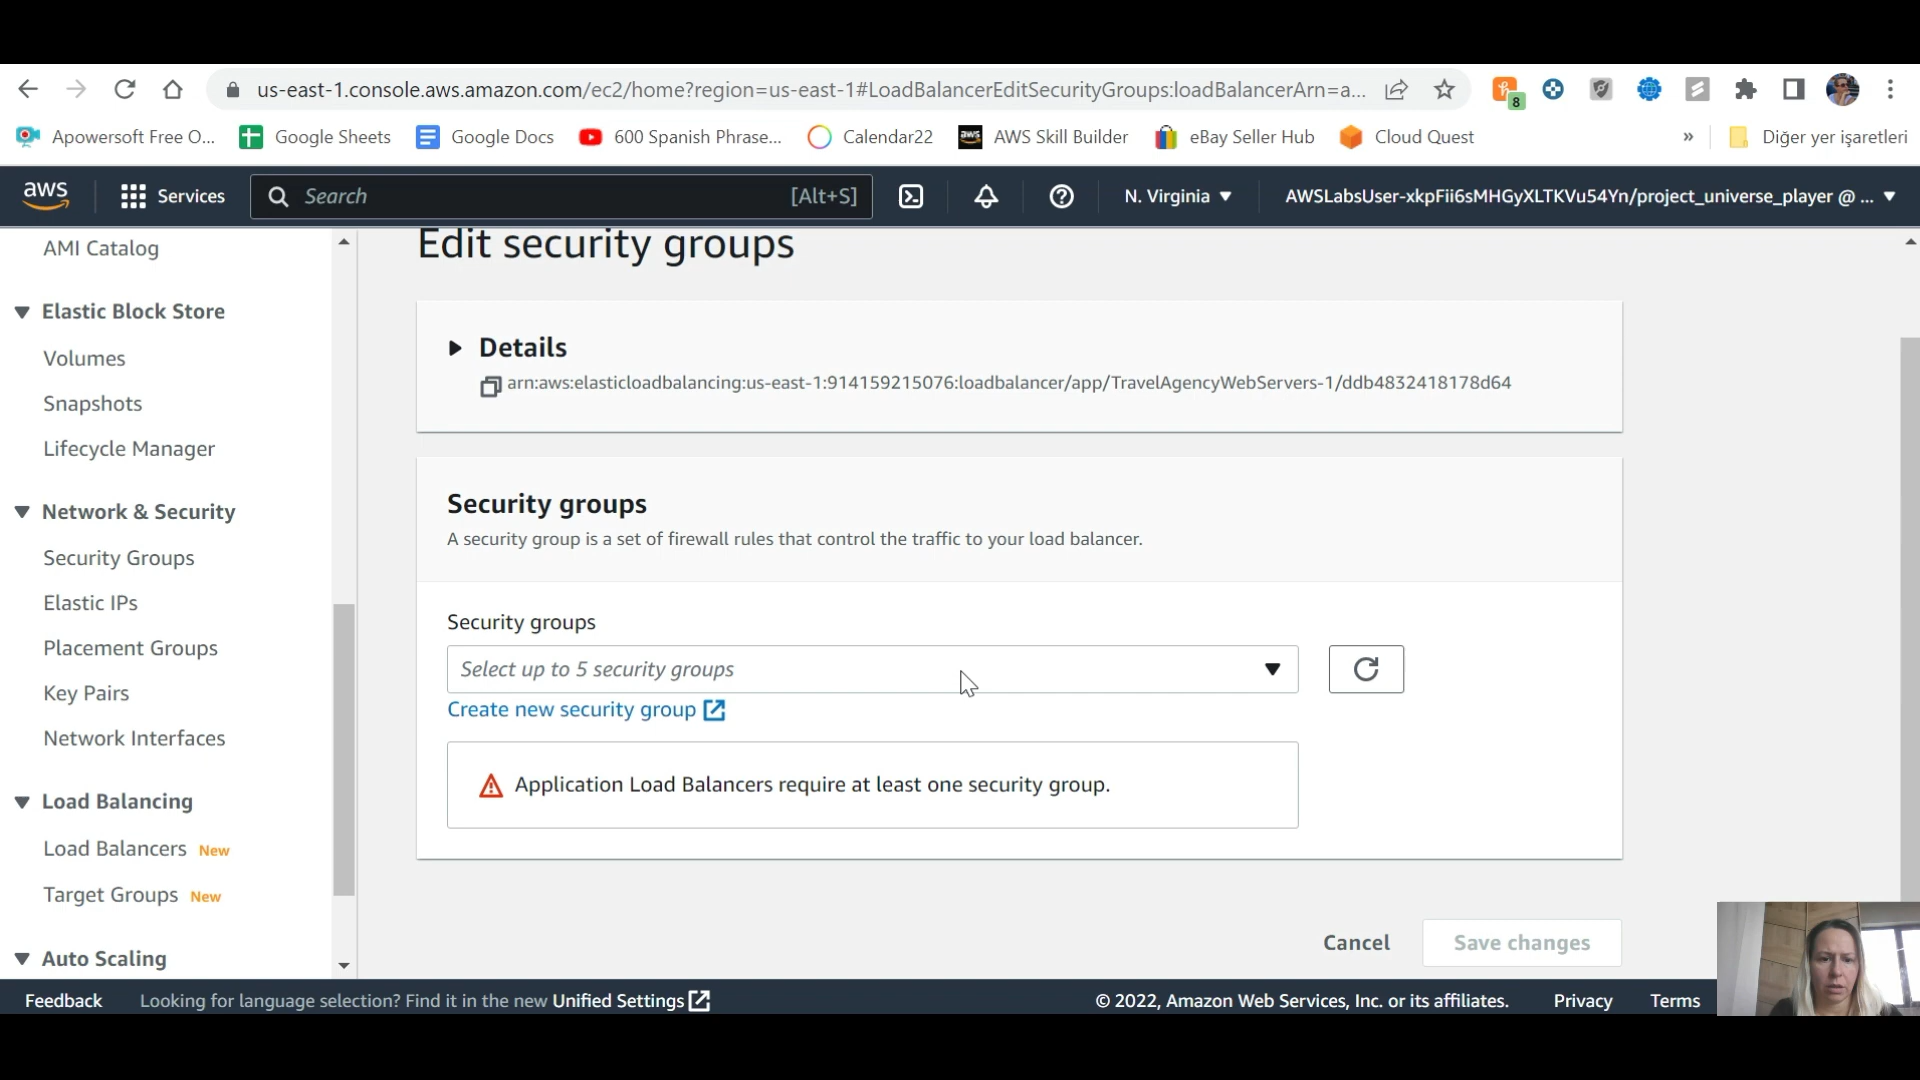 us-east-1.console.aws.amazon.com/ec2/home?region=us-east-1#LoadBalancerEditSecurityGroups:loadBalancerArn=a...
8
Apowersoft Free O...
Google Sheets
Google Docs
600 Spanish Phrase...
Calendar22
aws
AWS Skill Builder
eBay Seller Hub
Cloud Quest
»
Diğer yer işaretleri
aws
Services
Search
[Alt+S]
N. Virginia
AWSLabsUser-xkpFii6sMHGyXLTKVu54Yn/project_universe_player @ ...
AMI Catalog
Elastic Block Store
Volumes
Snapshots
Lifecycle Manager
Network & Security
Security Groups
Elastic IPs
Placement Groups
Key Pairs
Network Interfaces
Load Balancing
Load Balancers New
Target Groups New
Auto Scaling
Edit security groups
Details
arn:aws:elasticloadbalancing:us-east-1:914159215076:loadbalancer/app/TravelAgencyWebServers-1/ddb4832418178d64
Security groups
A security group is a set of firewall rules that control the traffic to your load balancer.
Security groups
Select up to 5 security groups
Create new security group
Application Load Balancers require at least one security group.
Cancel
Save changes
Feedback
Looking for language selection? Find it in the new Unified Settings
© 2022, Amazon Web Services, Inc. or its affiliates.
Privacy
Terms